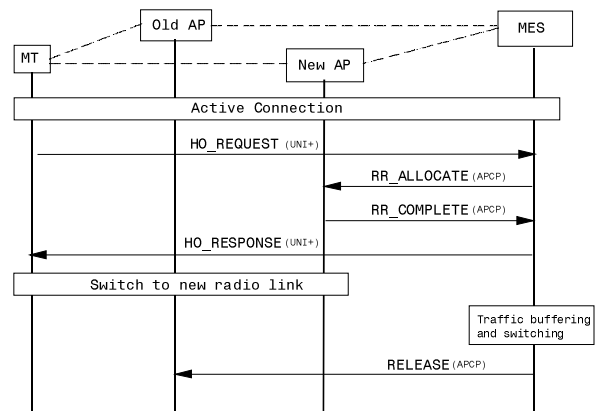 Old AP
MES
MT
New AP
Active Connection
HO_REQUEST (UNI+)
RR_ALLOCATE (APCP)
RR_COMPLETE (APCP)
HO_RESPONSE (UNI+)
Switch to new radio link
Traffic buffering
and switching
RELEASE (APCP)